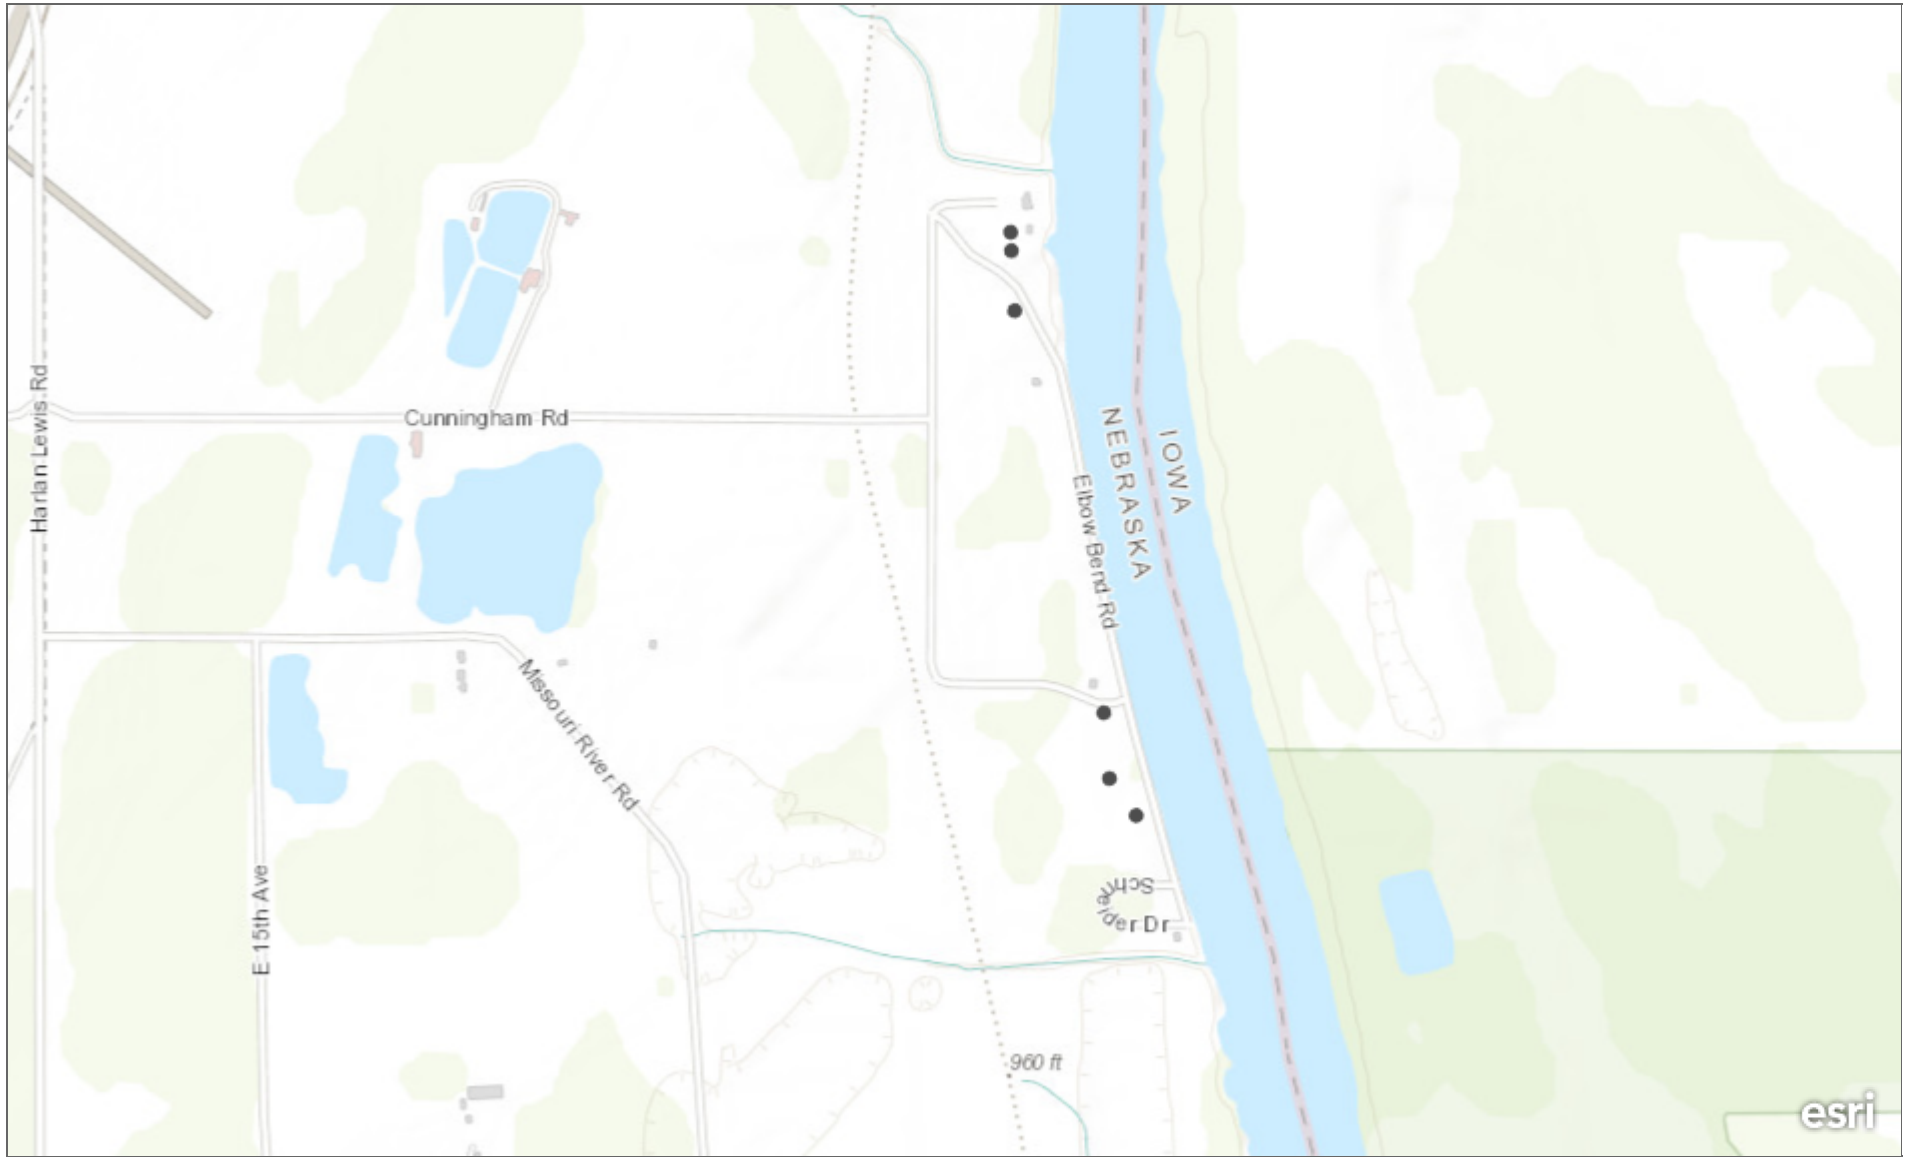 Harlan Lewis Rd
Cunningham Rd
NEBRASKA
IOWA
Elbow Bend Rd
Missouri River Rd
E 15th Ave
Schneider Dr
960 ft
esri